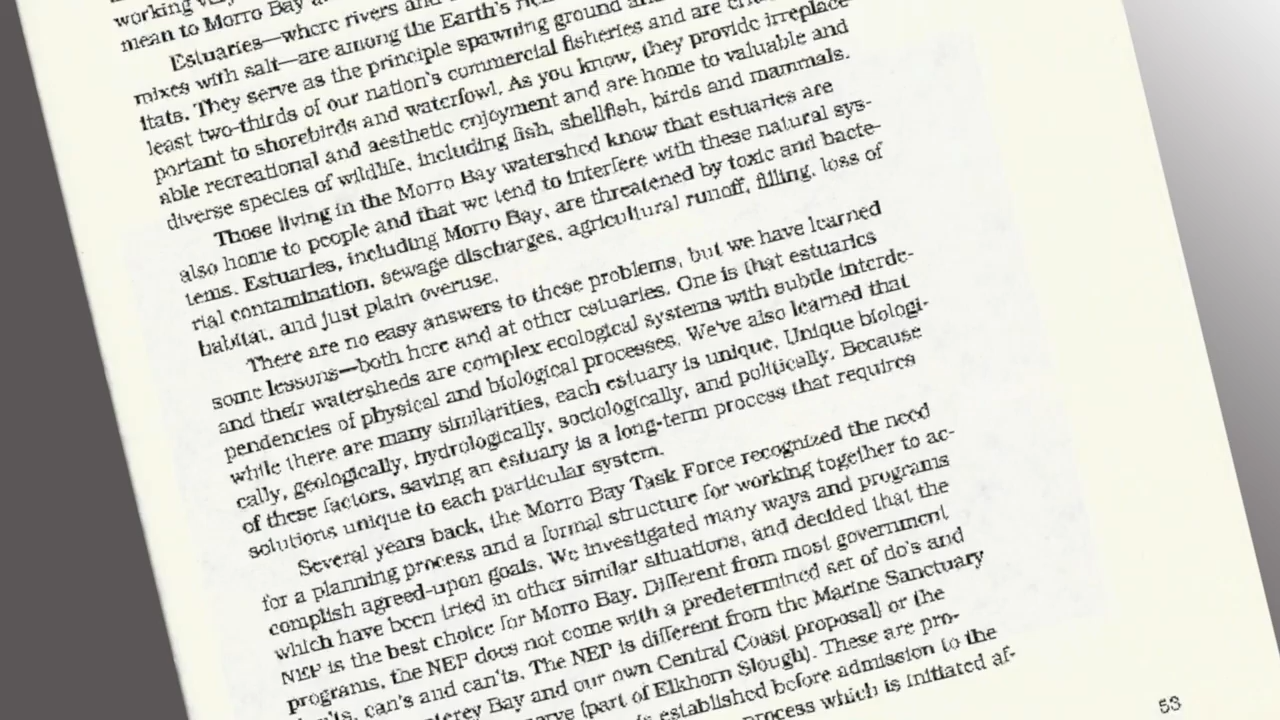 working
mean to Morro Bay
Estuaries—where rivers and
mixes with salt—are among the Earth's
itats. They serve as the principle spawning ground
least two-thirds of our nation's commercial fisheries and are
portant to shorebirds and waterfowl. As you know, they provide irreplace-
able recreational and aesthetic enjoyment and are home to valuable and
diverse species of wildlife, including fish, shellfish, birds and mammals.
Those living in the Morro Bay watershed know that estuaries are
also home to people and that we tend to interfere with these natural sys-
tems. Estuaries, including Morro Bay, are threatened by toxic and bacte-
rial contamination, sewage discharges, agricultural runoff, filling, loss of
habitat, and just plain overuse.
There are no easy answers to these problems, but we have learned
some lessons—both here and at other estuaries. One is that estuaries
and their watersheds are complex ecological systems with subtle interde-
pendencies of physical and biological processes. We've also learned that
while there are many similarities, each estuary is unique. Unique biologi-
cally, geologically, hydrologically, sociologically, and politically. Because
of these factors, saving an estuary is a long-term process that requires
solutions unique to each particular system.
Several years back, the Morro Bay Task Force recognized the need
for a planning process and a formal structure for working together to ac-
complish agreed-upon goals. We investigated many ways and programs
which have been tried in other similar situations, and decided that the
NEP is the best choice for Morro Bay. Different from most government
programs, the NEP does not come with a predetermined set of do's and
can's and can'ts. The NEP is different from the Marine Sanctuary
Bay and our own Central Coast proposal) or the
(part of Elkhorn Slough). These are pro-
established before admission to the
process which is initiated af-
53